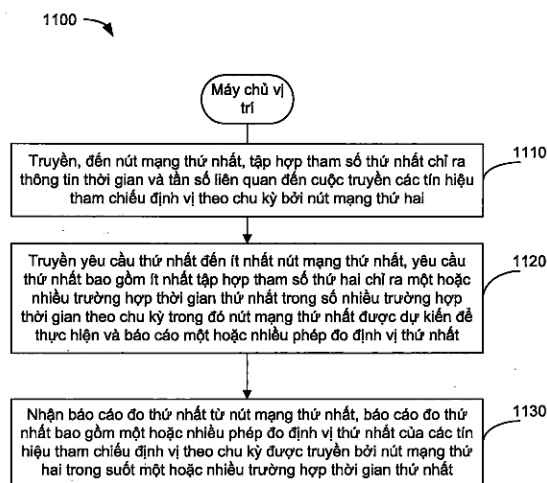 1100
Máy chủ vị
trí
Truyền, đến nút mạng thứ nhất, tập hợp tham số thứ nhất chỉ ra
thông tin thời gian và tần số liên quan đến cuộc truyền các tín hiệu
tham chiếu định vị theo chu kỳ bởi nút mạng thứ hai
1110
Truyền yêu cầu thứ nhất đến ít nhất nút mạng thứ nhất, yêu cầu
thứ nhất bao gồm ít nhất tập hợp tham số thứ hai chỉ ra một hoặc
nhiều trường hợp thời gian thứ nhất trong số nhiều trường hợp
thời gian theo chu kỳ trong đó nút mạng thứ nhất được dự kiến để
thực hiện và báo cáo một hoặc nhiều phép đo định vị thứ nhất
1120
Nhận báo cáo đo thứ nhất từ nút mạng thứ nhất, báo cáo đo thứ
nhất bao gồm một hoặc nhiều phép đo định vị thứ nhất của các tín
hiệu tham chiếu định vị theo chu kỳ được truyền bởi nút mạng thứ
hai trong suốt một hoặc nhiều trường hợp thời gian thứ nhất
1130